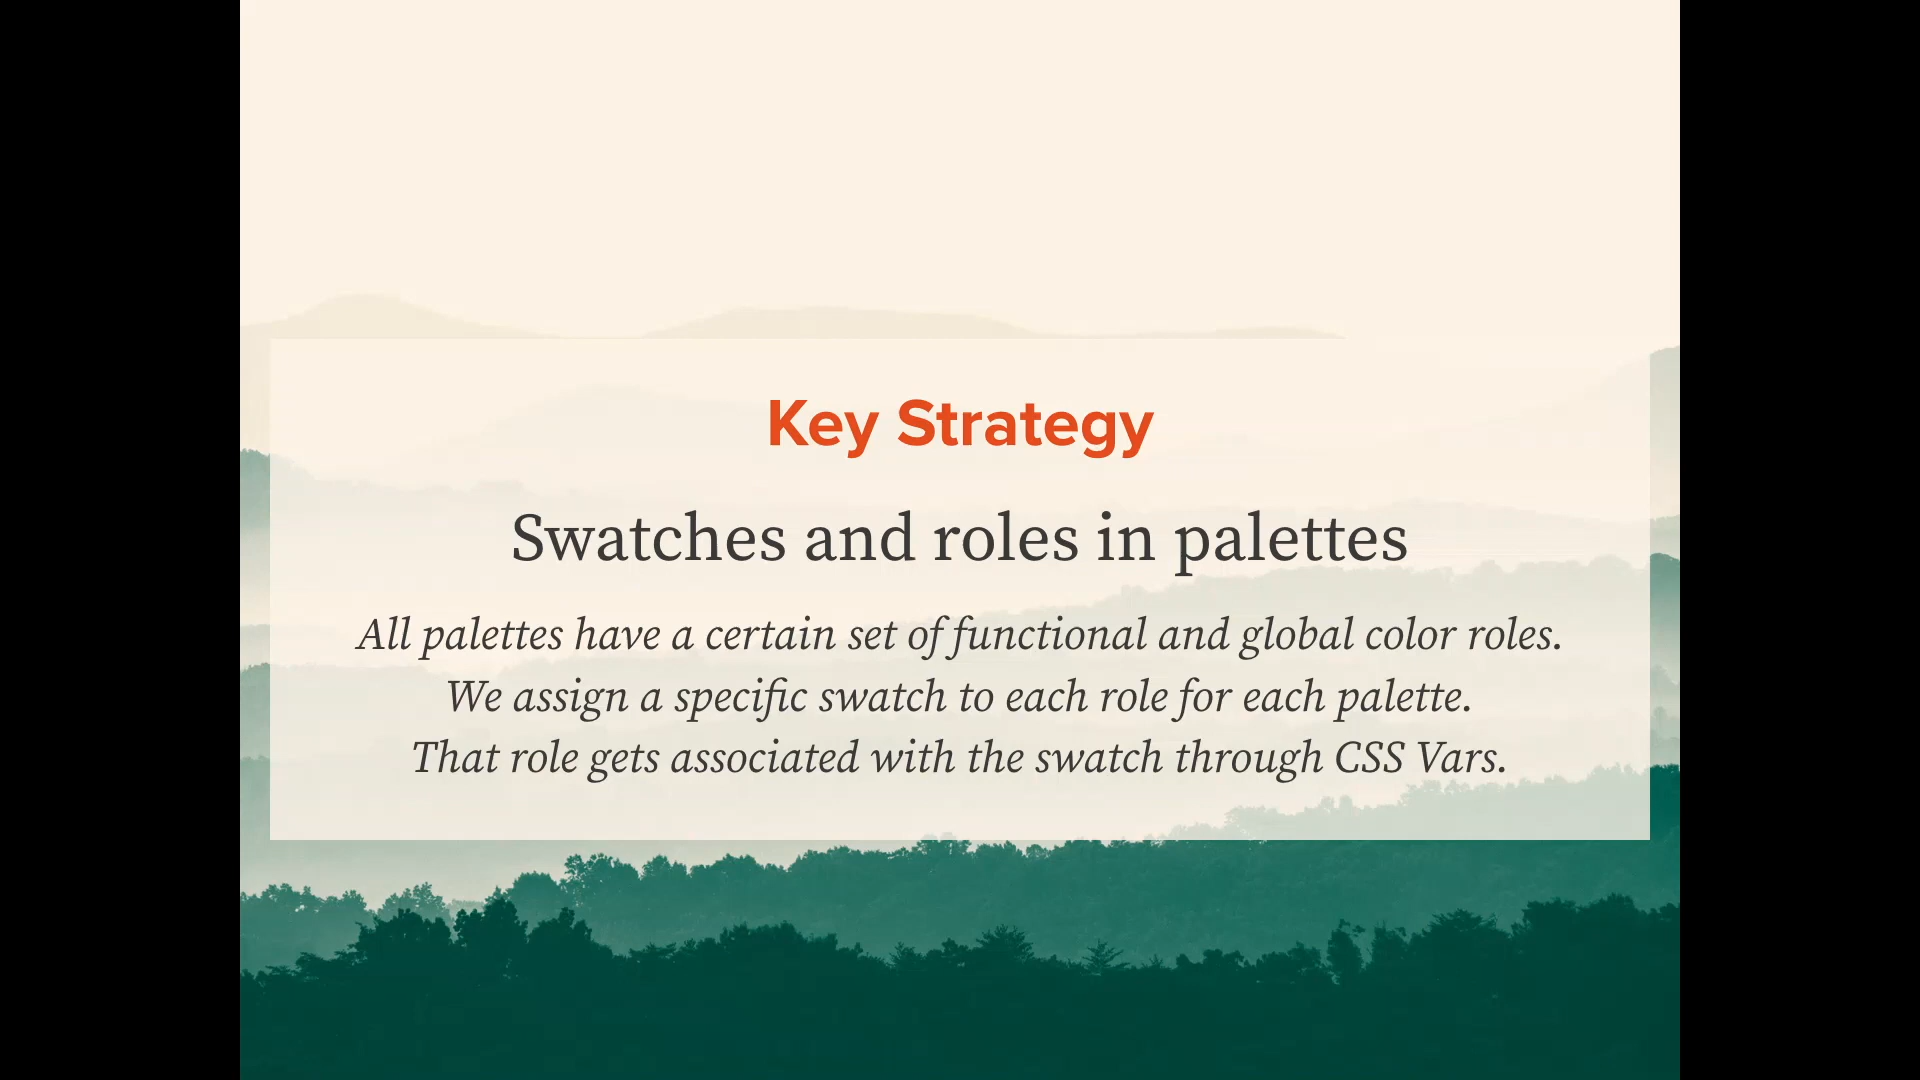 Key Strategy
Swatches and roles in palettes
All palettes have a certain set of functional and global color roles.
We assign a specific swatch to each role for each palette.
That role gets associated with the swatch through CSS Vars.